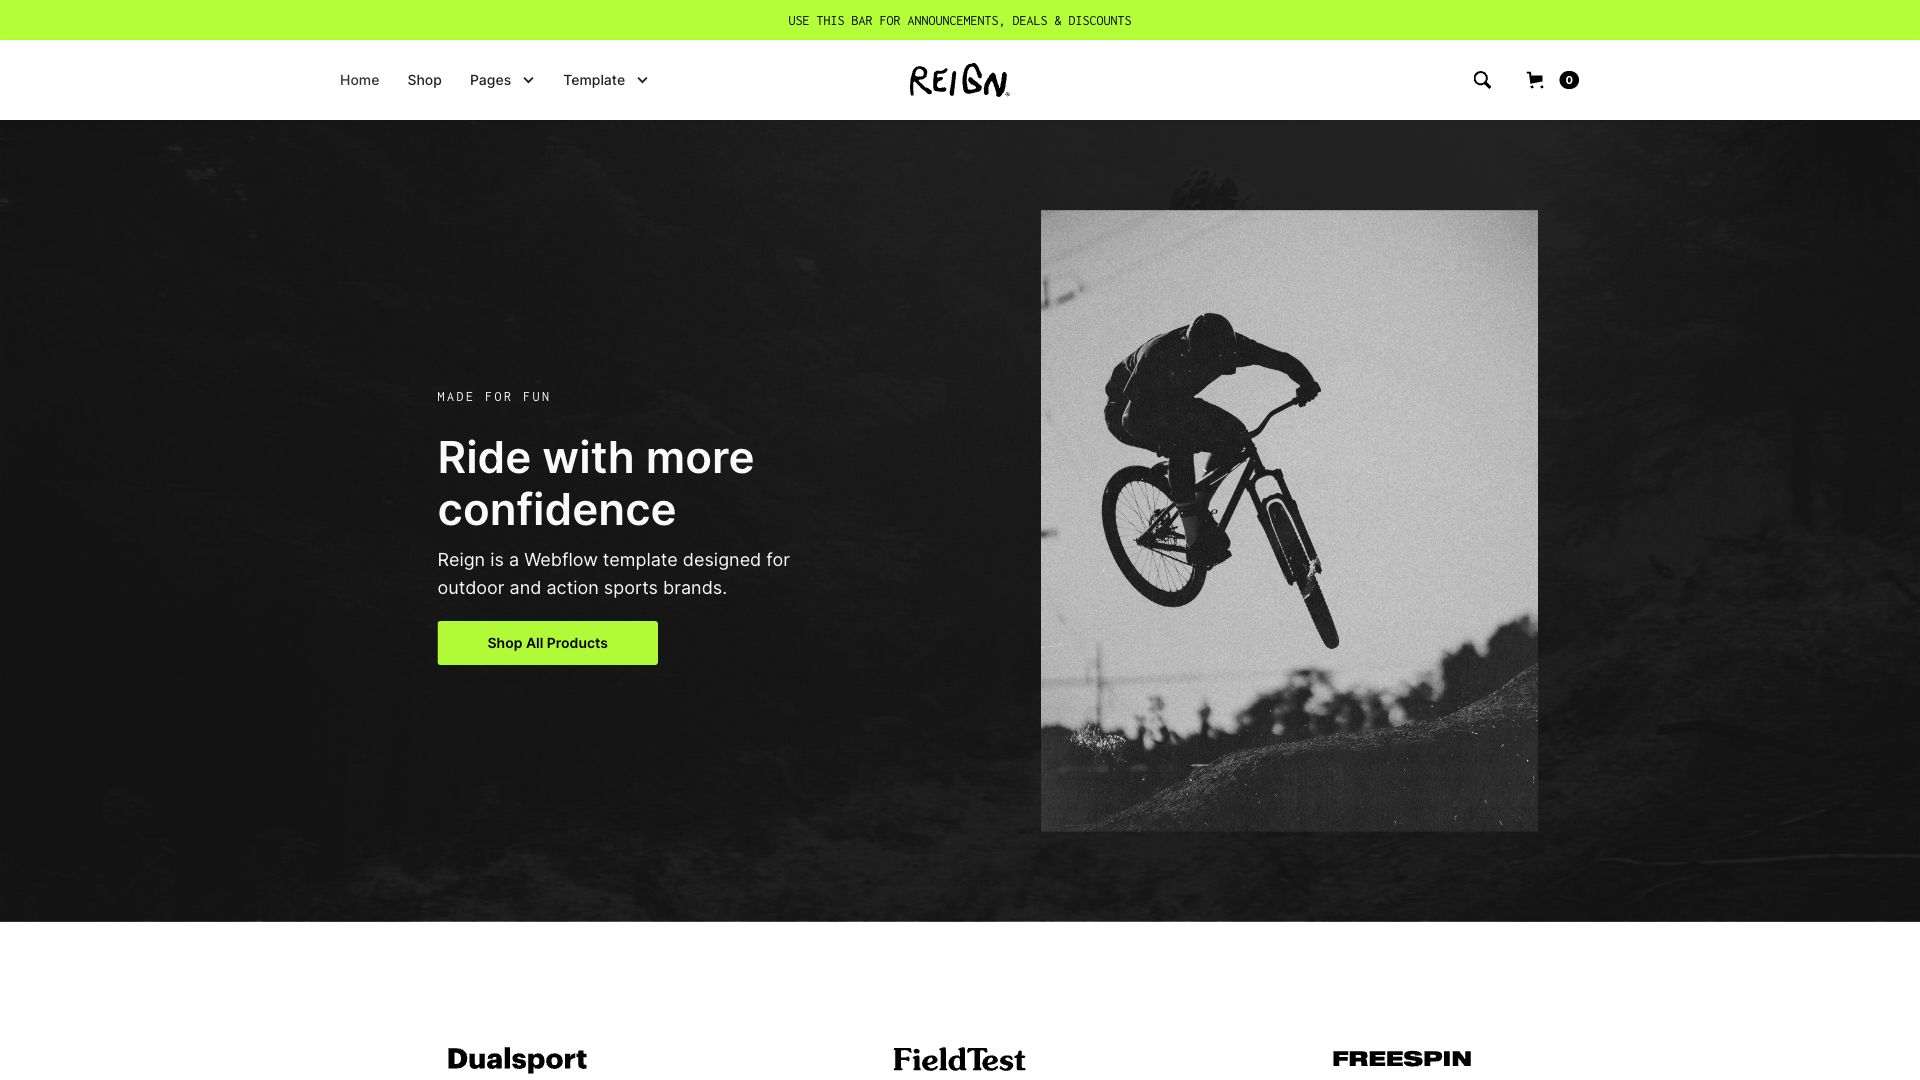 USE THIS BAR FOR ANNOUNCEMENTS, DEALS & DISCOUNTS
Home
Shop
Pages
Template
REIGN
0
MADE FOR FUN
Ride with more
confidence
Reign is a Webflow template designed for
outdoor and action sports brands.
Shop All Products
Dualsport
FieldTest
FREESPIN